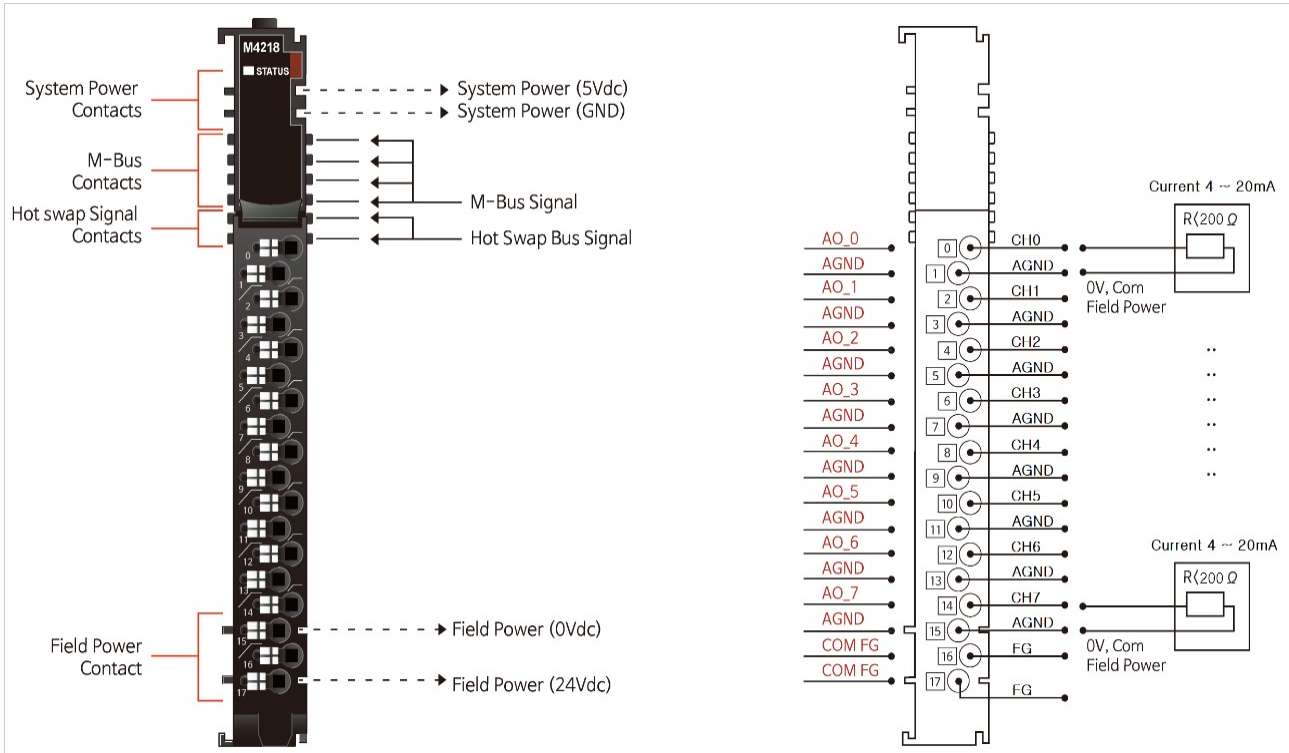 M4218
STATUS
System Power
Contacts
System Power (5Vdc)
System Power (GND)
M-Bus
Contacts
M-Bus Signal
Hot swap Signal
Contacts
Hot Swap Bus Signal
0
1
2
3
4
5
6
7
8
9
10
11
12
13
14
15
16
17
Field Power
Contact
Field Power (0Vdc)
Field Power (24Vdc)
AO_0
AGND
AO_1
AGND
AO_2
AGND
AO_3
AGND
AO_4
AGND
AO_5
AGND
AO_6
AGND
AO_7
AGND
COM FG
COM FG
0
1
2
3
4
5
6
7
8
9
10
11
12
13
14
15
16
17
CH0
AGND
CH1
AGND
CH2
AGND
CH3
AGND
CH4
AGND
CH5
AGND
CH6
AGND
CH7
AGND
FG
FG
Current 4 ~ 20mA
R<200 Ω
0V, Com
Field Power
Current 4 ~ 20mA
R<200 Ω
0V, Com
Field Power